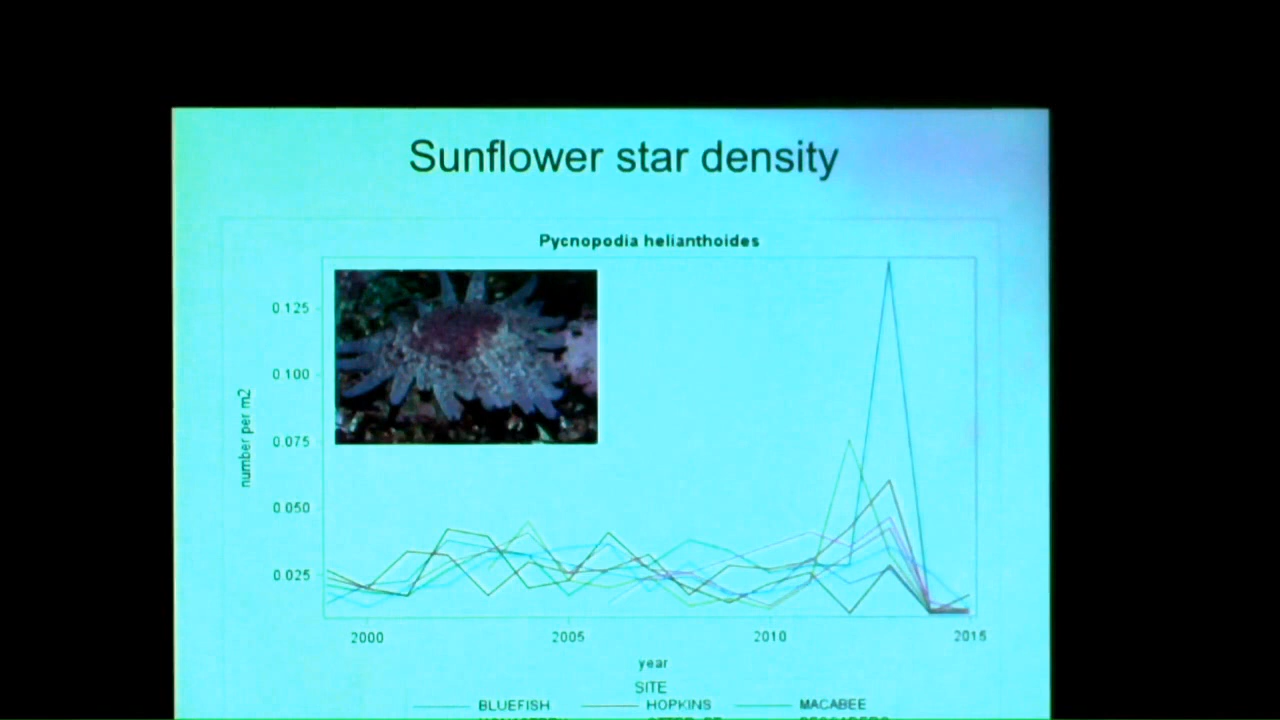 Sunflower star density
Pycnopodia helianthoides
0.125
0.100
0.075
0.050
0.025
number per m2
2000 2005 2010 2015
year
SITE
BLUEFISH HOPKINS MACABEE